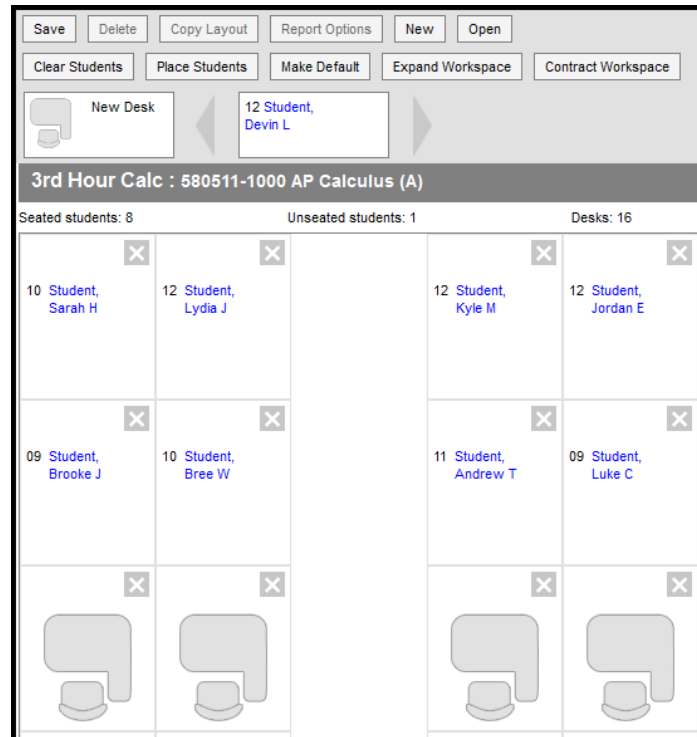 Save Delete Copy Layout Report Options New Open
Clear Students Place Students Make Default Expand Workspace Contract Workspace
New Desk
12 Student,
Devin L
3rd Hour Calc : 580511-1000 AP Calculus (A)
Seated students: 8 Unseated students: 1 Desks: 16
10 Student,
Sarah H
12 Student,
Lydia J
12 Student,
Kyle M
12 Student,
Jordan E
09 Student,
Brooke J
10 Student,
Bree W
11 Student,
Andrew T
09 Student,
Luke C